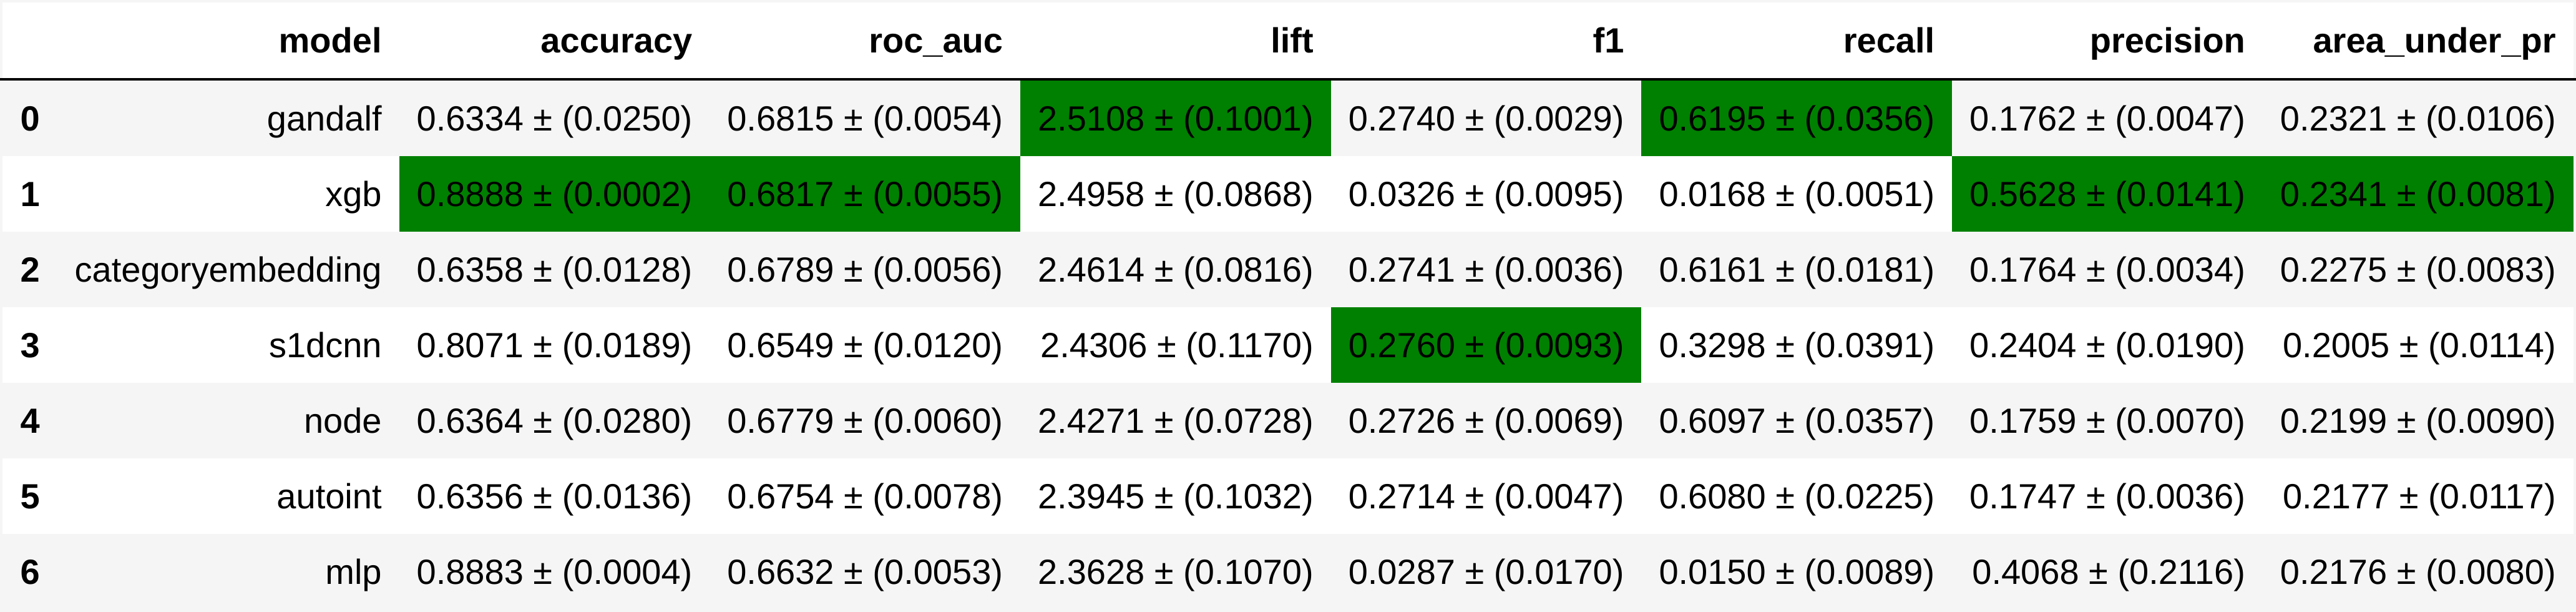 model accuracy roc_auc lift f1 recall precision area_under_pr
0 gandalf 0.6334 ± (0.0250) 0.6815 ± (0.0054) 2.5108 ± (0.1001) 0.2740 ± (0.0029) 0.6195 ± (0.0356) 0.1762 ± (0.0047) 0.2321 ± (0.0106)
1 xgb 0.8888 ± (0.0002) 0.6817 ± (0.0055) 2.4958 ± (0.0868) 0.0326 ± (0.0095) 0.0168 ± (0.0051) 0.5628 ± (0.0141) 0.2341 ± (0.0081)
2 categoryembedding 0.6358 ± (0.0128) 0.6789 ± (0.0056) 2.4614 ± (0.0816) 0.2741 ± (0.0036) 0.6161 ± (0.0181) 0.1764 ± (0.0034) 0.2275 ± (0.0083)
3 s1dcnn 0.8071 ± (0.0189) 0.6549 ± (0.0120) 2.4306 ± (0.1170) 0.2760 ± (0.0093) 0.3298 ± (0.0391) 0.2404 ± (0.0190) 0.2005 ± (0.0114)
4 node 0.6364 ± (0.0280) 0.6779 ± (0.0060) 2.4271 ± (0.0728) 0.2726 ± (0.0069) 0.6097 ± (0.0357) 0.1759 ± (0.0070) 0.2199 ± (0.0090)
5 autoint 0.6356 ± (0.0136) 0.6754 ± (0.0078) 2.3945 ± (0.1032) 0.2714 ± (0.0047) 0.6080 ± (0.0225) 0.1747 ± (0.0036) 0.2177 ± (0.0117)
6 mlp 0.8883 ± (0.0004) 0.6632 ± (0.0053) 2.3628 ± (0.1070) 0.0287 ± (0.0170) 0.0150 ± (0.0089) 0.4068 ± (0.2116) 0.2176 ± (0.0080)